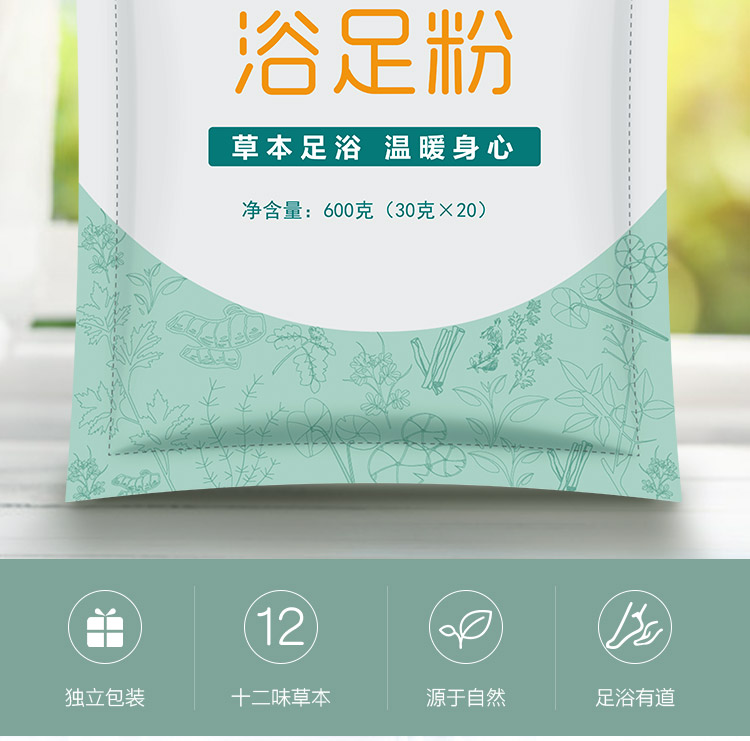 浴足粉
草本足浴 温暖身心
净含量：600克（30克×20）
12
独立包装
十二味草本
源于自然
足浴有道